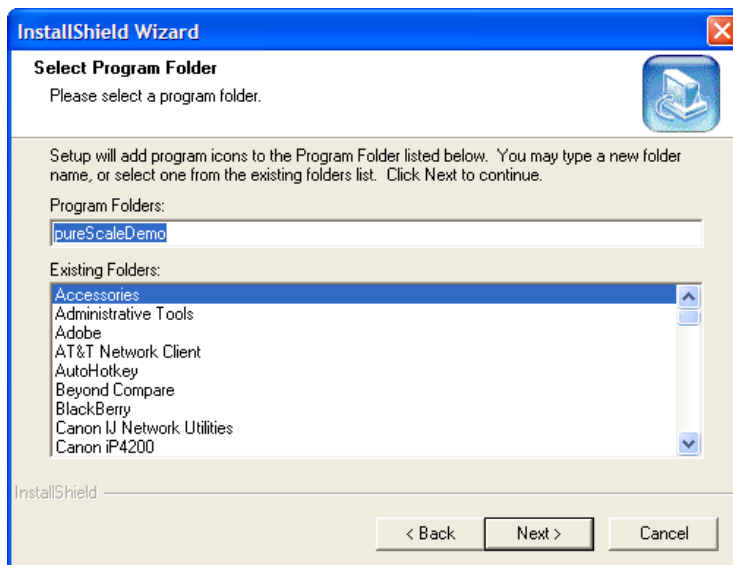 InstallShield Wizard
Select Program Folder
Please select a program folder.
Setup will add program icons to the Program Folder listed below. You may type a new folder
name, or select one from the existing folders list. Click Next to continue.
Program Folders:
pureScaleDemo
Existing Folders:
Accessories
Administrative Tools
Adobe
AT&T Network Client
AutoHotkey
Beyond Compare
BlackBerry
Canon IJ Network Utilities
Canon iP4200
InstallShield
< Back
Next >
Cancel